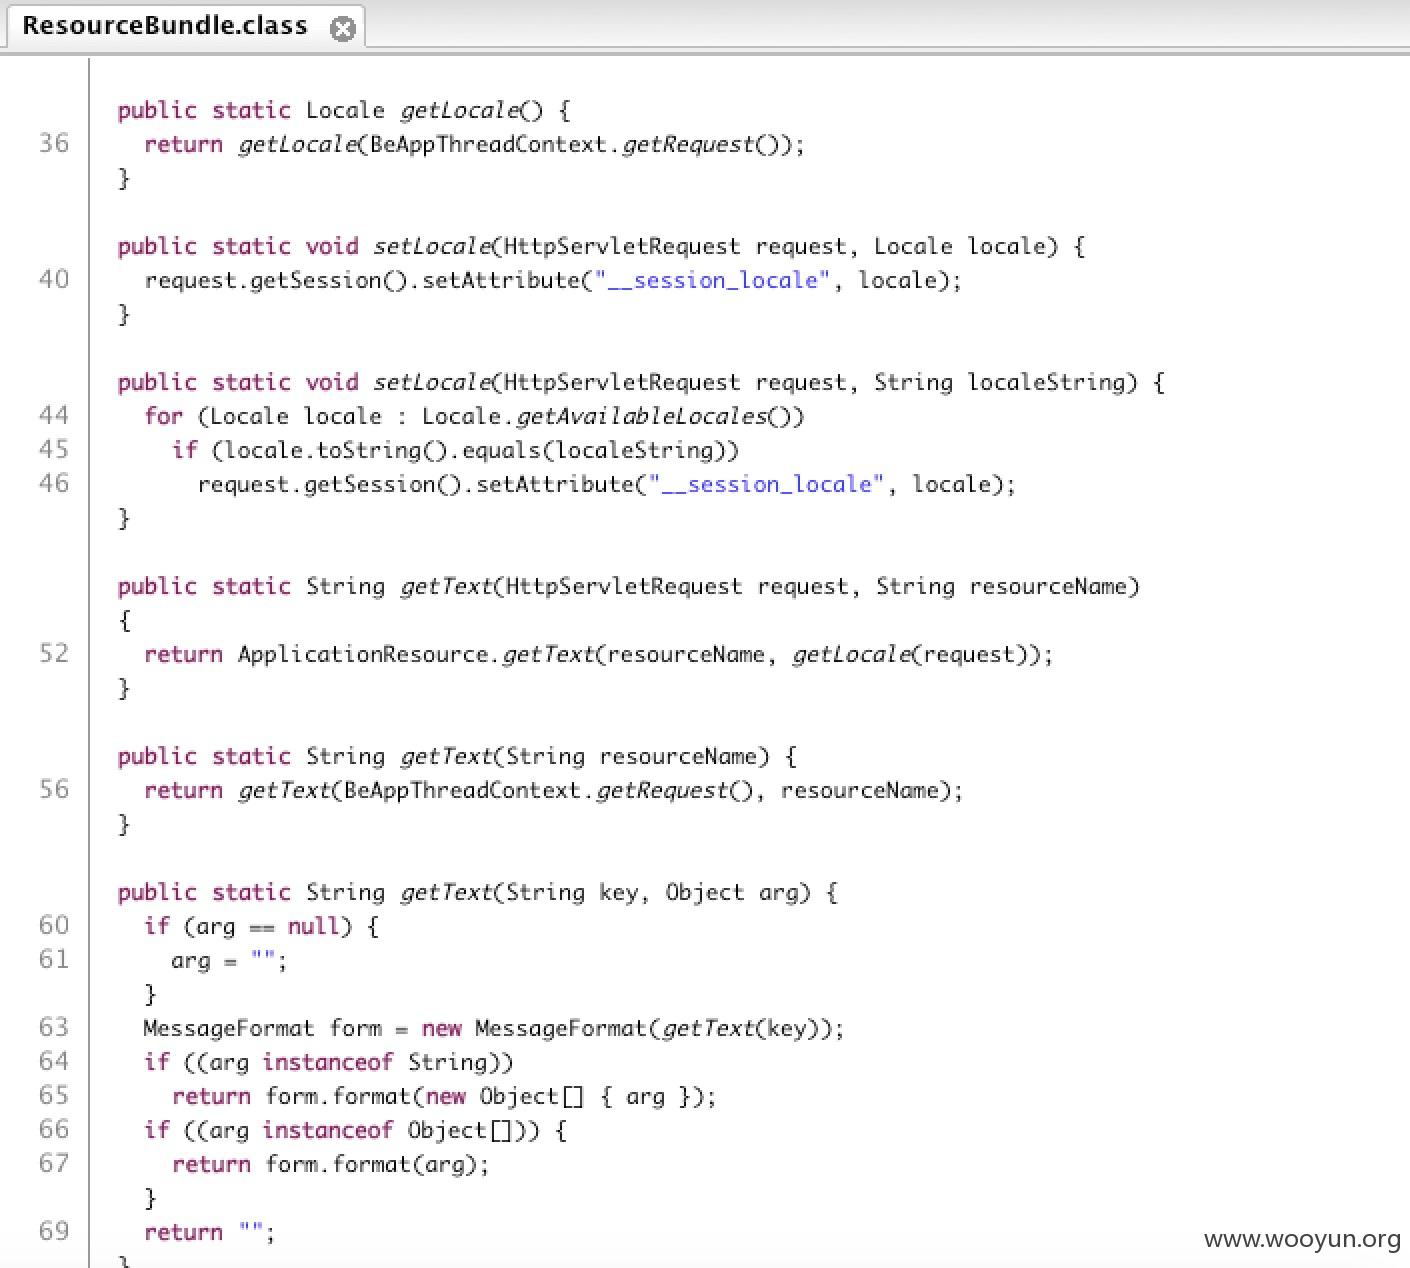 ResourceBundle.class
public static Locale getLocale() {
36 return getLocale(BeAppThreadContext.getRequest());
}
public static void setLocale(HttpServletRequest request, Locale locale) {
40 request.getSession().setAttribute("__session_locale", locale);
}
public static void setLocale(HttpServletRequest request, String localeString) {
44 for (Locale locale : Locale.getAvailableLocales())
45 if (locale.toString().equals(localeString))
46 request.getSession().setAttribute("__session_locale", locale);
}
public static String getText(HttpServletRequest request, String resourceName)
{
52 return ApplicationResource.getText(resourceName, getLocale(request));
}
public static String getText(String resourceName) {
56 return getText(BeAppThreadContext.getRequest(), resourceName);
}
public static String getText(String key, Object arg) {
60 if (arg == null) {
61 arg = "";
}
63 MessageFormat form = new MessageFormat(getText(key));
64 if ((arg instanceof String))
65 return form.format(new Object[] { arg });
66 if ((arg instanceof Object[])) {
67 return form.format(arg);
}
69 return "";
}
www.wooyun.org